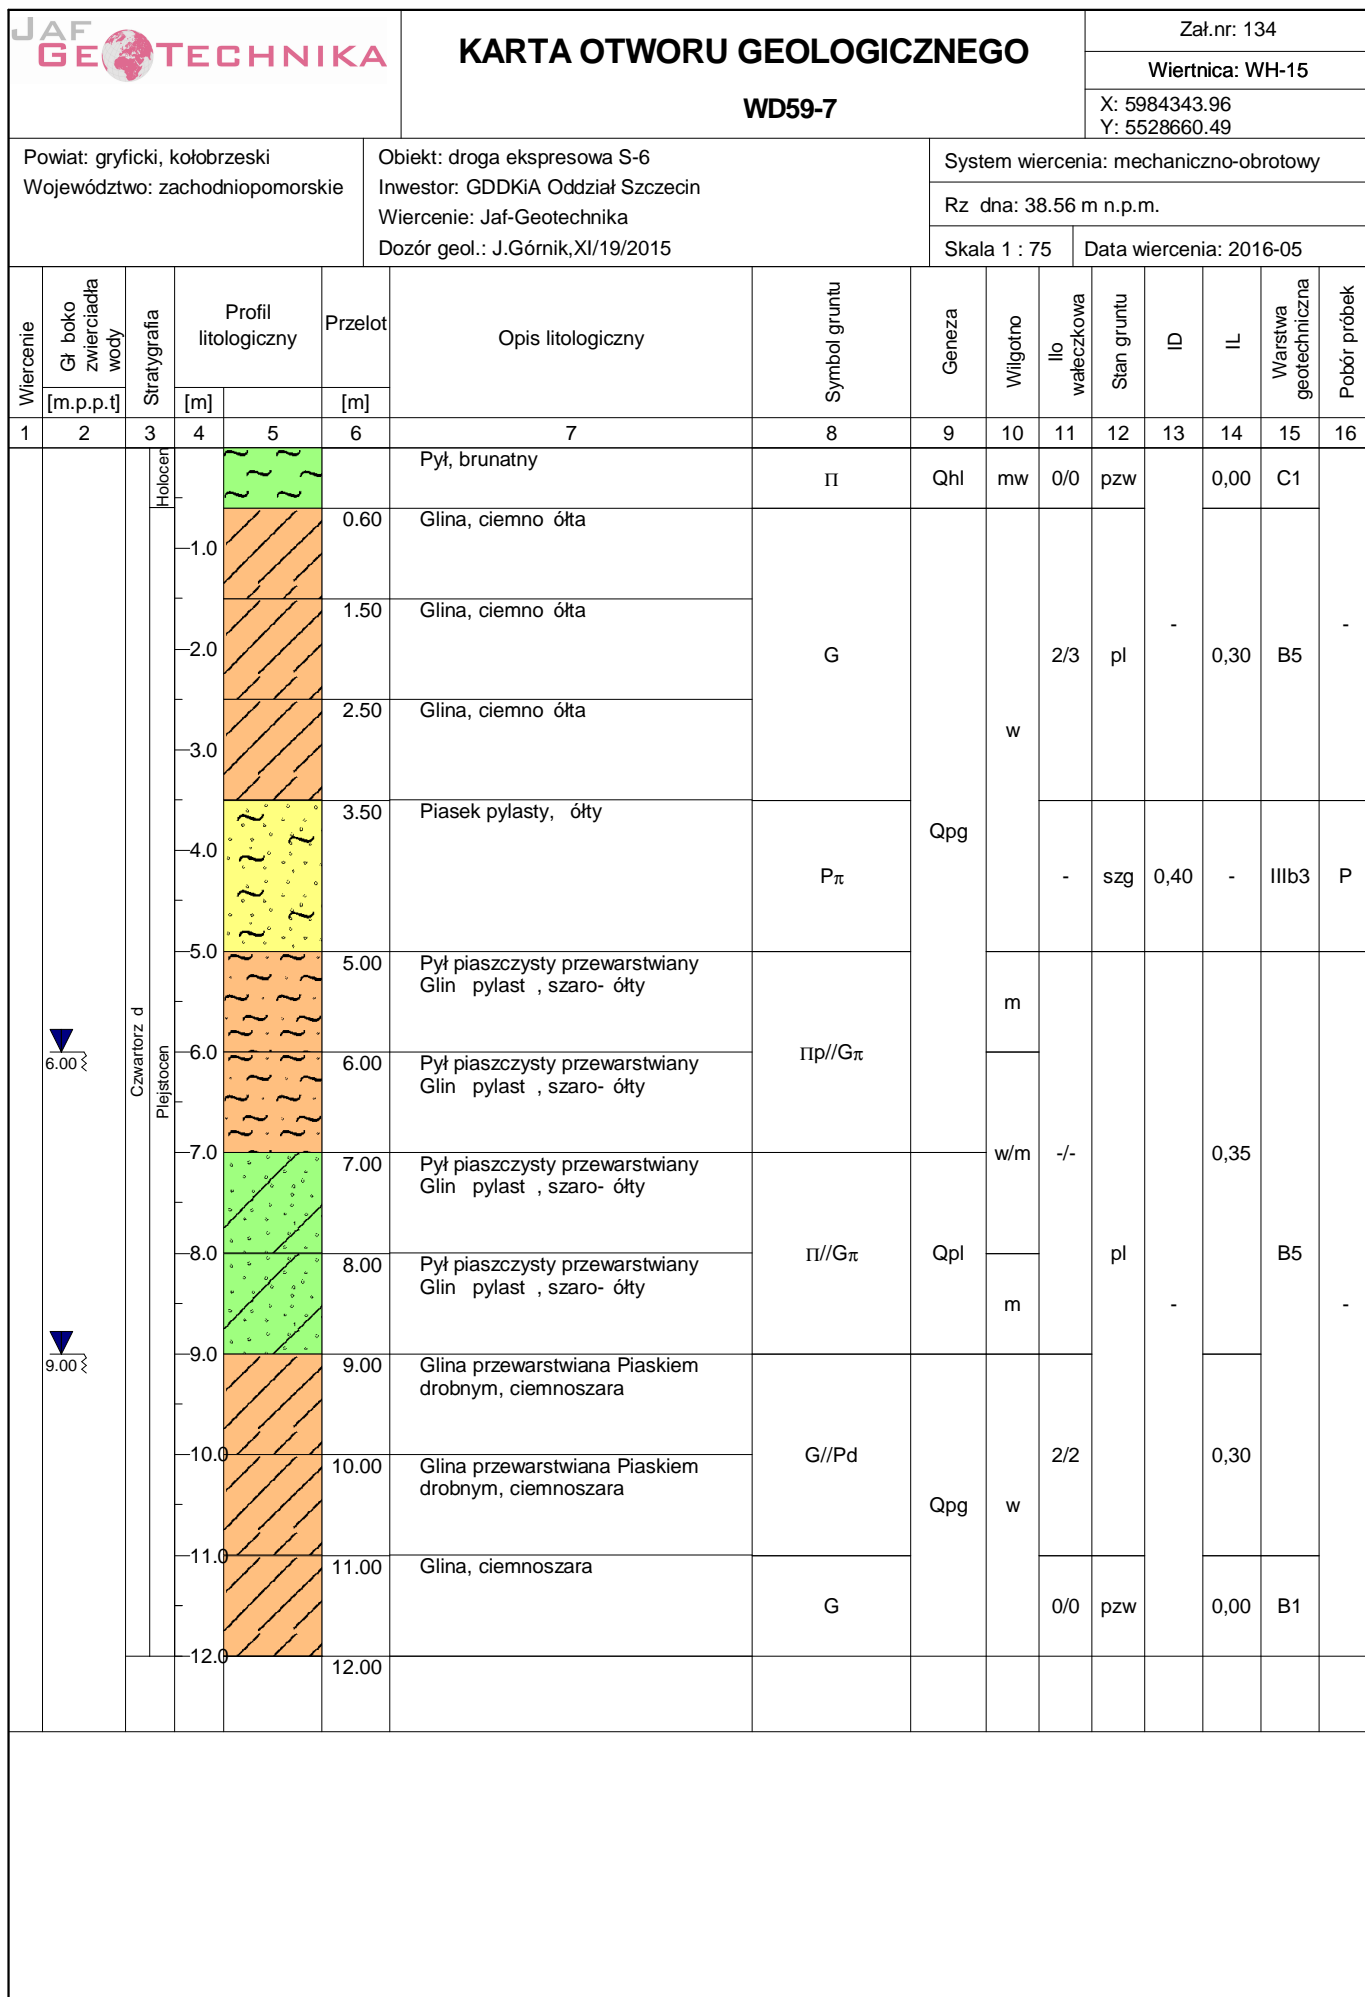 JAF
GEOTECHNIKA
KARTA OTWORU GEOLOGICZNEGO
WD59-7
Zał.nr: 134
Wiertnica: WH-15
X: 5984343.96
Y: 5528660.49
Powiat: gryficki, kołobrzeski
Województwo: zachodniopomorskie
Obiekt: droga ekspresowa S-6
Inwestor: GDDKiA Oddział Szczecin
Wiercenie: Jaf-Geotechnika
Dozór geol.: J.Górnik,XI/19/2015
System wiercenia: mechaniczno-obrotowy
Rz dna: 38.56 m n.p.m.
Skala 1 : 75
Data wiercenia: 2016-05
Wiercenie
Gł boko
zwierciadła
wody
[m.p.p.t]
Stratygrafia
Profil
litologiczny
[m]
Przelot
[m]
Opis litologiczny
Symbol gruntu
Geneza
Wilgotno
Ilo
wałeczkowa
Stan gruntu
ID
IL
Warstwa
geotechniczna
Pobór próbek
1 2 3 4 5 6 7 8 9 10 11 12 13 14 15 16
Holocen
Pył, brunatny
Π Qhl mw 0/0 pzw 0,00 C1
0.60 Glina, ciemno ółta
1.0
1.50 Glina, ciemno ółta
- -
2.0
G 2/3 pl 0,30 B5
2.50 Glina, ciemno ółta
w
3.0
3.50 Piasek pylasty, ółty
Qpg
4.0
Pπ - szg 0,40 - IIIb3 P
5.0
5.00 Pył piaszczysty przewarstwiany
Glin pylast , szaro- ółty
m
Czwartorz d
Plejstocen
6.0
6.00
Πp//Gπ
6.00 Pył piaszczysty przewarstwiany
Glin pylast , szaro- ółty
7.0
w/m -/- 0,35
7.00 Pył piaszczysty przewarstwiany
Glin pylast , szaro- ółty
8.0
Π//Gπ Qpl pl B5
8.00 Pył piaszczysty przewarstwiany
Glin pylast , szaro- ółty
m - -
9.0
9.00
9.00 Glina przewarstwiana Piaskiem
drobnym, ciemnoszara
10.0
G//Pd 2/2 0,30
10.00 Glina przewarstwiana Piaskiem
drobnym, ciemnoszara
Qpg w
11.0
11.00 Glina, ciemnoszara
G 0/0 pzw 0,00 B1
12.0
12.00